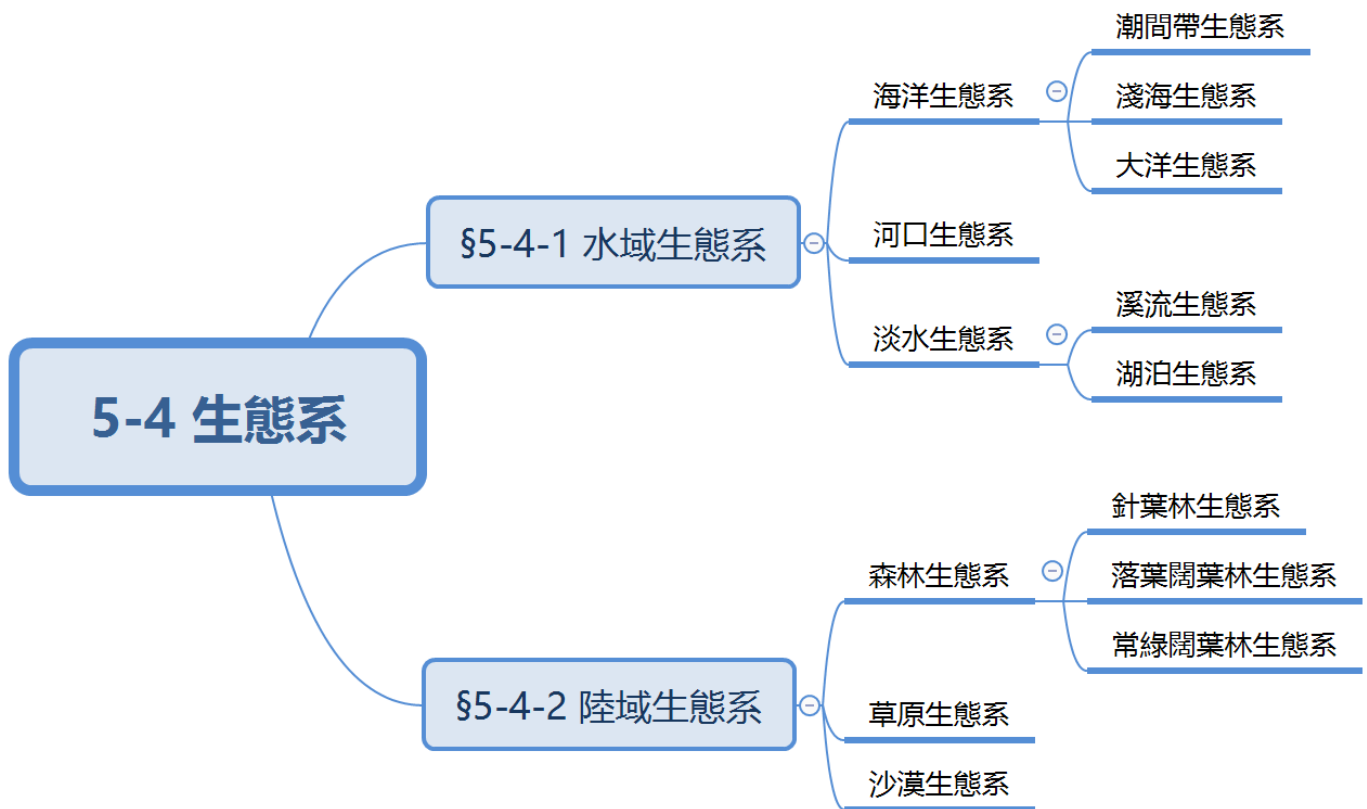 5-4 生態系
§5-4-1 水域生態系
海洋生態系
潮間帶生態系
淺海生態系
大洋生態系
河口生態系
淡水生態系
溪流生態系
湖泊生態系
§5-4-2 陸域生態系
森林生態系
針葉林生態系
落葉闊葉林生態系
常綠闊葉林生態系
草原生態系
沙漠生態系